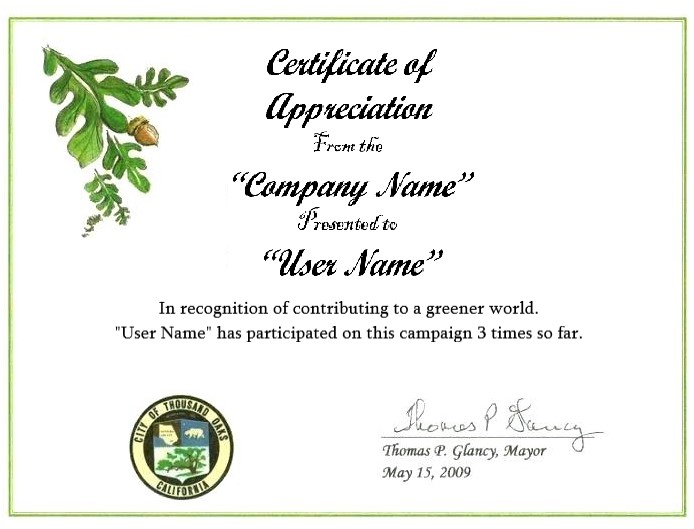 Certificate of
Appreciation
From the
“Company Name”
Presented to
“User Name”
In recognition of contributing to a greener world.
"User Name" has participated on this campaign 3 times so far.
CITY OF THOUSAND OAKS
CALIFORNIA
Thomas P Glancy
Thomas P. Glancy, Mayor
May 15, 2009